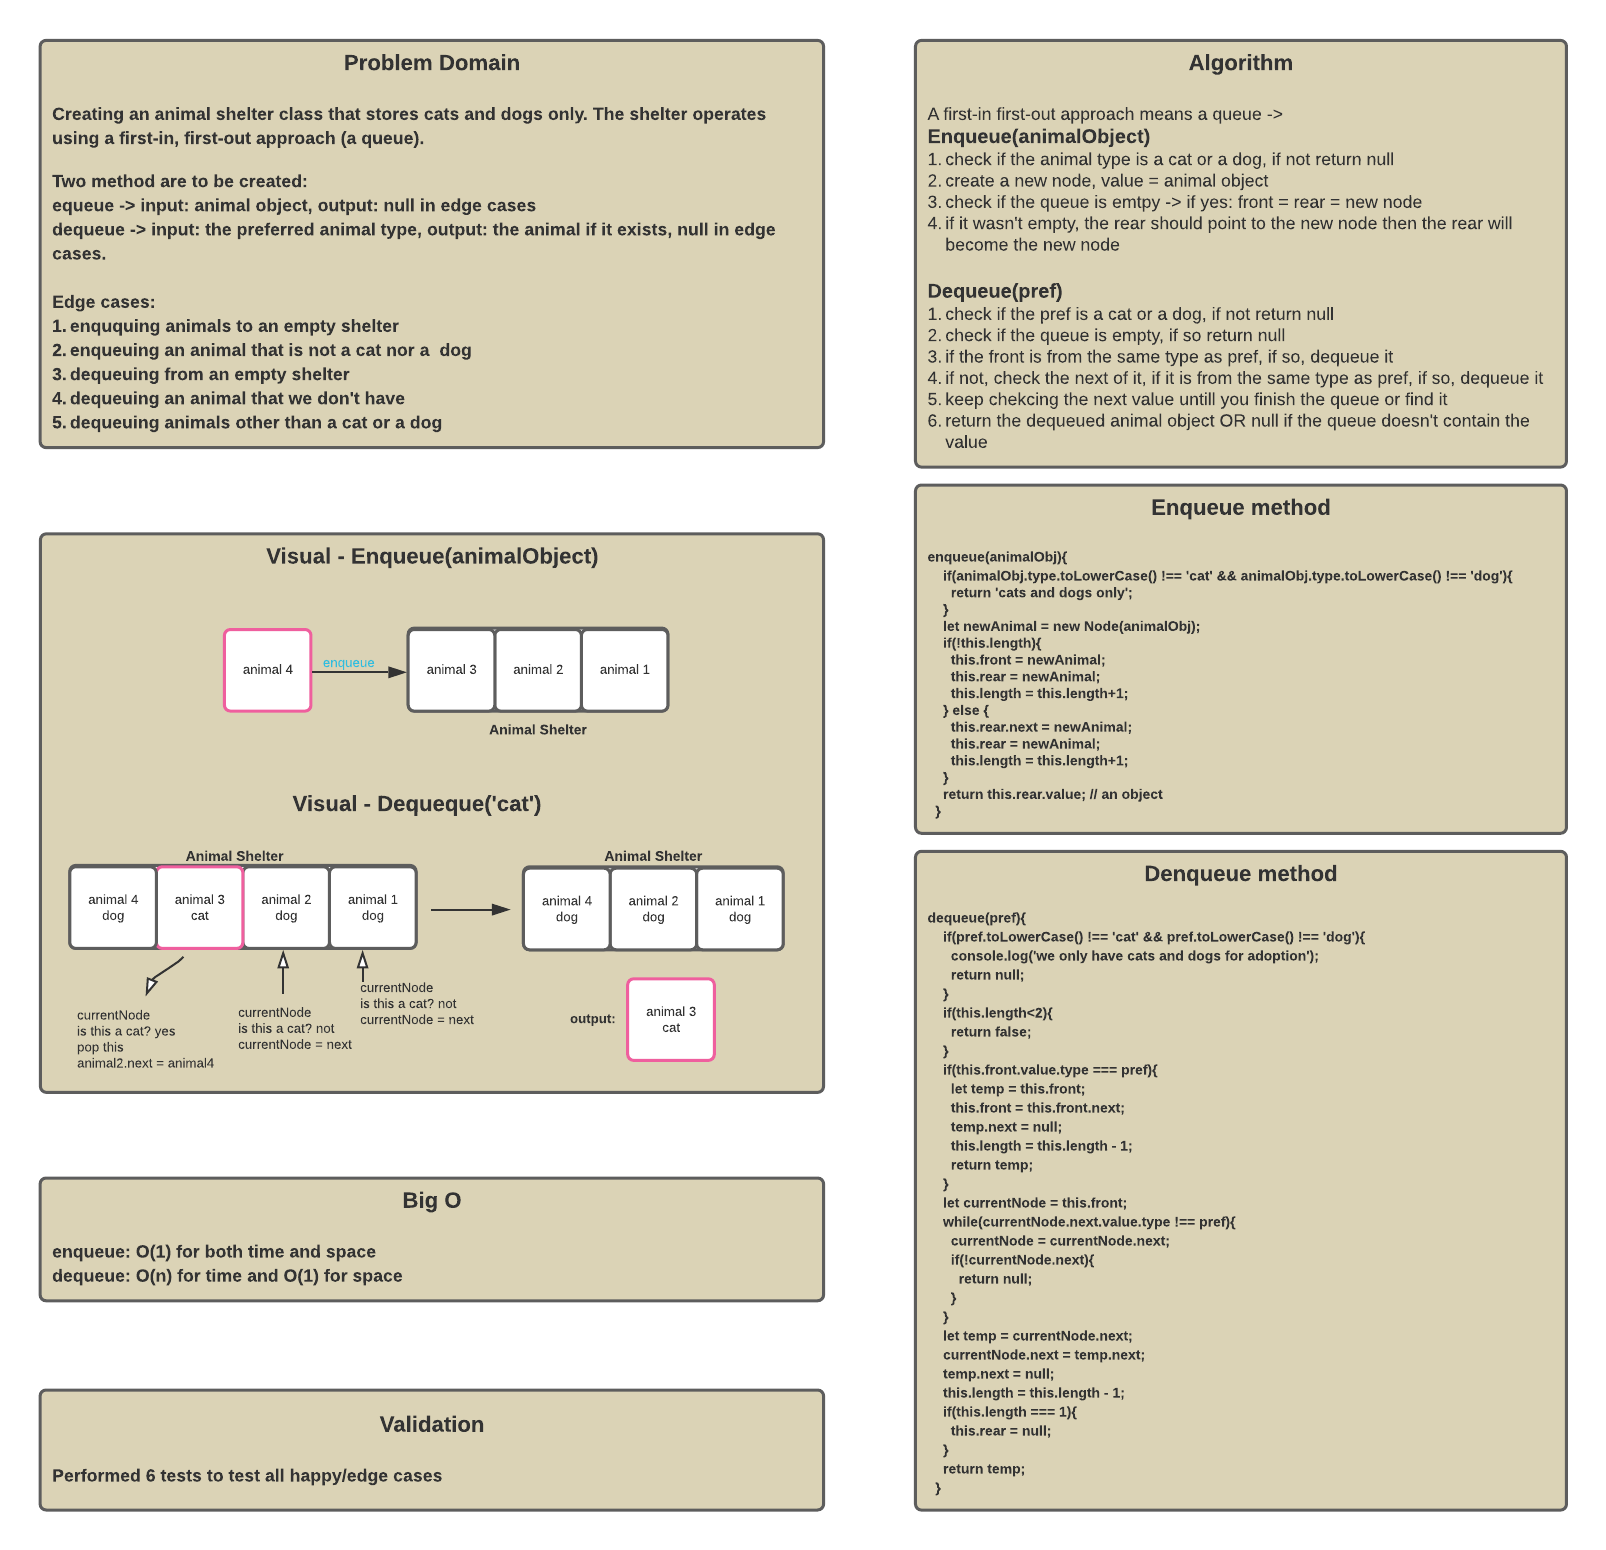 Problem Domain
Creating an animal shelter class that stores cats and dogs only. The shelter operates
using a first-in, first-out approach (a queue).
Two method are to be created:
equeue -> input: animal object, output: null in edge cases
dequeue -> input: the preferred animal type, output: the animal if it exists, null in edge
cases.
Edge cases:
1. enququing animals to an empty shelter
2. enqueuing an animal that is not a cat nor a  dog
3. dequeuing from an empty shelter
4. dequeuing an animal that we don't have
5. dequeuing animals other than a cat or a dog
Visual - Enqueue(animalObject)
animal 4
enqueue
animal 3
animal 2
animal 1
Animal Shelter
Visual - Dequeque('cat')
Animal Shelter
animal 4
dog
animal 3
cat
animal 2
dog
animal 1
dog
currentNode
is this a cat? yes
pop this
animal2.next = animal4
currentNode
is this a cat? not
currentNode = next
currentNode
is this a cat? not
currentNode = next
Animal Shelter
animal 4
dog
animal 2
dog
animal 1
dog
output:
animal 3
cat
Big O
enqueue: O(1) for both time and space
dequeue: O(n) for time and O(1) for space
Validation
Performed 6 tests to test all happy/edge cases
Algorithm
A first-in first-out approach means a queue ->
Enqueue(animalObject)
1. check if the animal type is a cat or a dog, if not return null
2. create a new node, value = animal object
3. check if the queue is emtpy -> if yes: front = rear = new node
4. if it wasn't empty, the rear should point to the new node then the rear will
become the new node
Dequeue(pref)
1. check if the pref is a cat or a dog, if not return null
2. check if the queue is empty, if so return null
3. if the front is from the same type as pref, if so, dequeue it
4. if not, check the next of it, if it is from the same type as pref, if so, dequeue it
5. keep chekcing the next value untill you finish the queue or find it
6. return the dequeued animal object OR null if the queue doesn't contain the
value
Enqueue method
enqueue(animalObj){
if(animalObj.type.toLowerCase() !== 'cat' && animalObj.type.toLowerCase() !== 'dog'){
return 'cats and dogs only';
}
let newAnimal = new Node(animalObj);
if(!this.length){
this.front = newAnimal;
this.rear = newAnimal;
this.length = this.length+1;
} else {
this.rear.next = newAnimal;
this.rear = newAnimal;
this.length = this.length+1;
}
return this.rear.value; // an object
}
Denqueue method
dequeue(pref){
if(pref.toLowerCase() !== 'cat' && pref.toLowerCase() !== 'dog'){
console.log('we only have cats and dogs for adoption');
return null;
}
if(this.length<2){
return false;
}
if(this.front.value.type === pref){
let temp = this.front;
this.front = this.front.next;
temp.next = null;
this.length = this.length - 1;
return temp;
}
let currentNode = this.front;
while(currentNode.next.value.type !== pref){
currentNode = currentNode.next;
if(!currentNode.next){
return null;
}
}
let temp = currentNode.next;
currentNode.next = temp.next;
temp.next = null;
this.length = this.length - 1;
if(this.length === 1){
this.rear = null;
}
return temp;
}